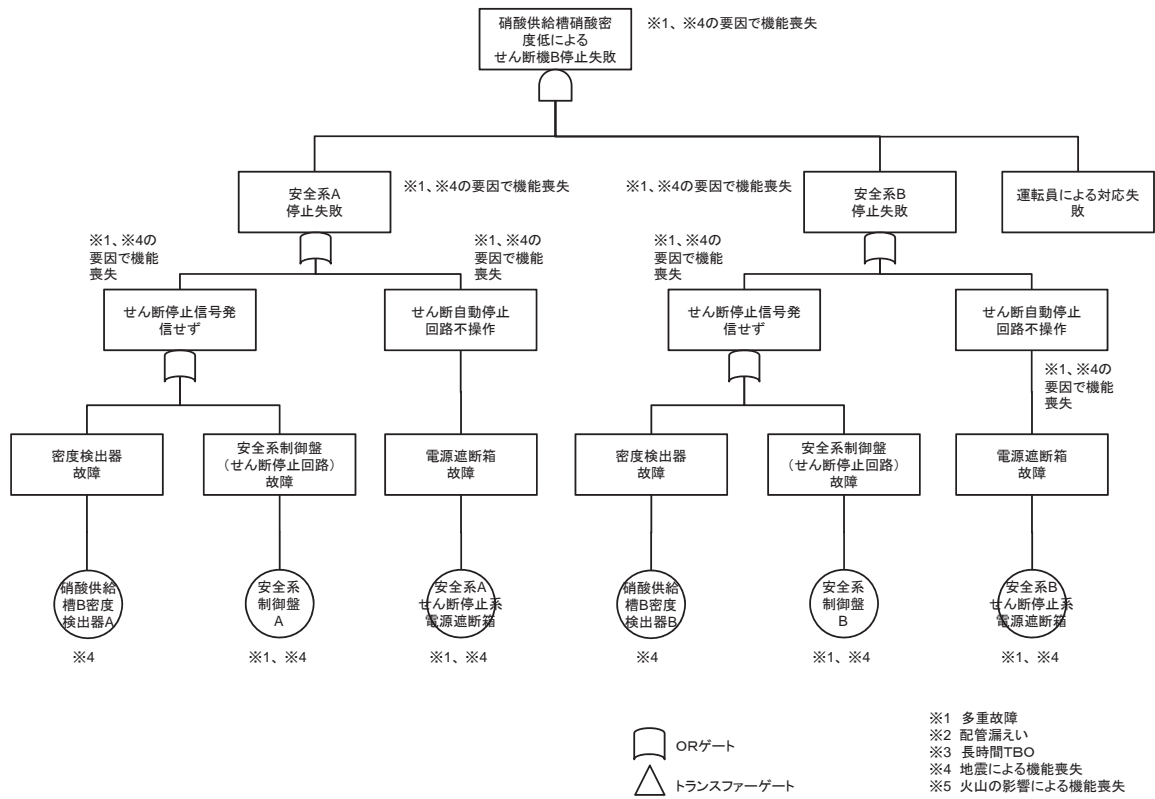 硝酸供給槽硝酸密
度低による
せん断機B停止失敗
※1、※4の要因で機能喪失
安全系A
停止失敗
※1、※4の要因で機能喪失
※1、※4の要因で機能喪失
安全系B
停止失敗
運転員による対応失
敗
※1、※4の
要因で機能
喪失
※1、※4の
要因で機能
喪失
※1、※4の
要因で機能
喪失
せん断停止信号発
信せず
せん断自動停止
回路不操作
せん断停止信号発
信せず
せん断自動停止
回路不操作
※1、※4の
要因で機能
喪失
密度検出器
故障
安全系制御盤
(せん断停止回路)
故障
電源遮断箱
故障
密度検出器
故障
安全系制御盤
(せん断停止回路)
故障
電源遮断箱
故障
硝酸供給
槽B密度
検出器A
安全系
制御盤
A
安全系A
せん断停止系
電源遮断箱
硝酸供給
槽B密度
検出器B
安全系
制御盤
B
安全系B
せん断停止系
電源遮断箱
※4
※1、※4
※1、※4
※4
※1、※4
※1、※4
ORゲート
トランスファーゲート
※1 多重故障
※2 配管漏えい
※3 長時間TBO
※4 地震による機能喪失
※5 火山の影響による機能喪失